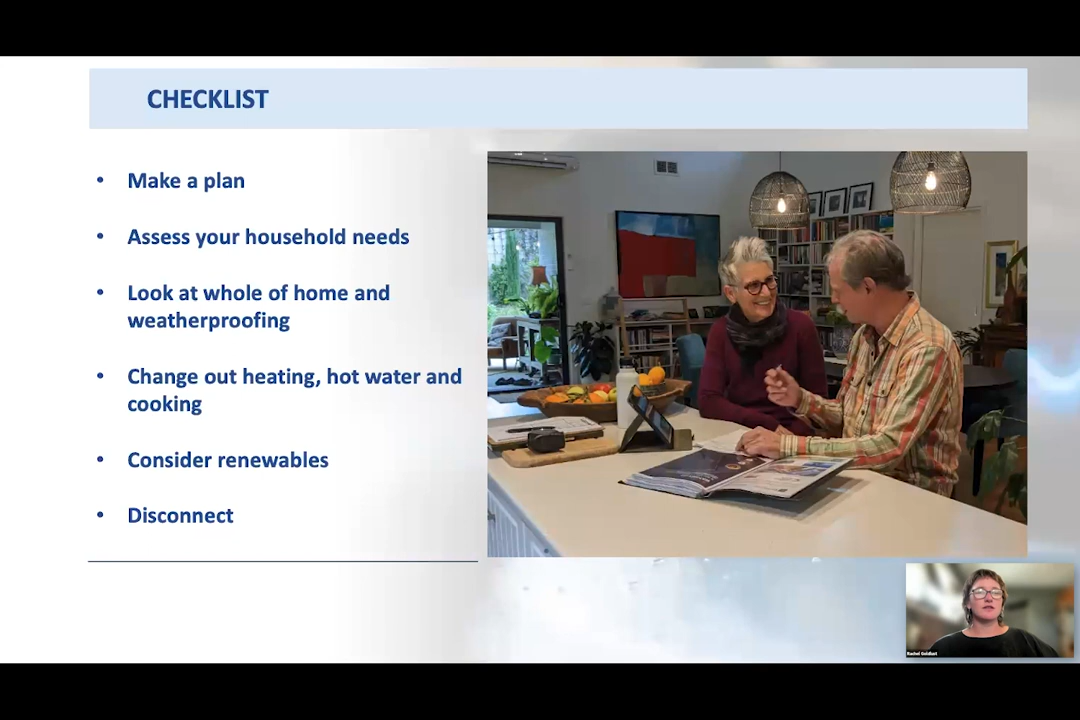 CHECKLIST
• Make a plan
• Assess your household needs
• Look at whole of home and
weatherproofing
• Change out heating, hot water and
cooking
• Consider renewables
• Disconnect